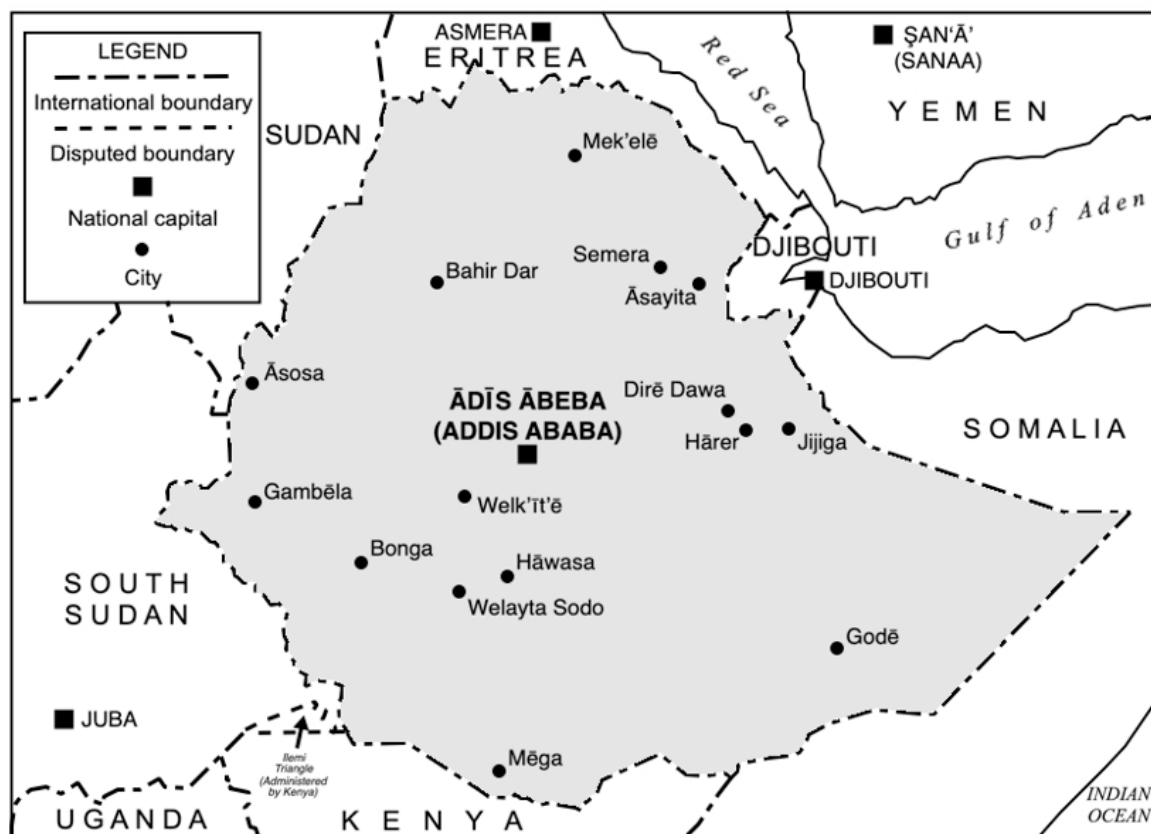 LEGEND
International boundary
Disputed boundary
National capital
City
ASMERA
ERITREA
Red Sea
ŞAN‘Ā’
(SANAA)
YEMEN
SUDAN
Mek’elē
Gulf of Aden
DJIBOUTI
DJIBOUTI
Semera
Bahir Dar
Āsayita
Āsosa
ĀDĪS ĀBEBA
(ADDIS ABABA)
Dirē Dawa
Hārer
Jijiga
SOMALIA
Gambēla
Welk’īt’ē
Bonga
Hāwasa
Welayta Sodo
SOUTH
SUDAN
Godē
JUBA
Ilemi
Triangle
(Administered
by Kenya)
Mēga
UGANDA
KENYA
INDIAN
OCEAN